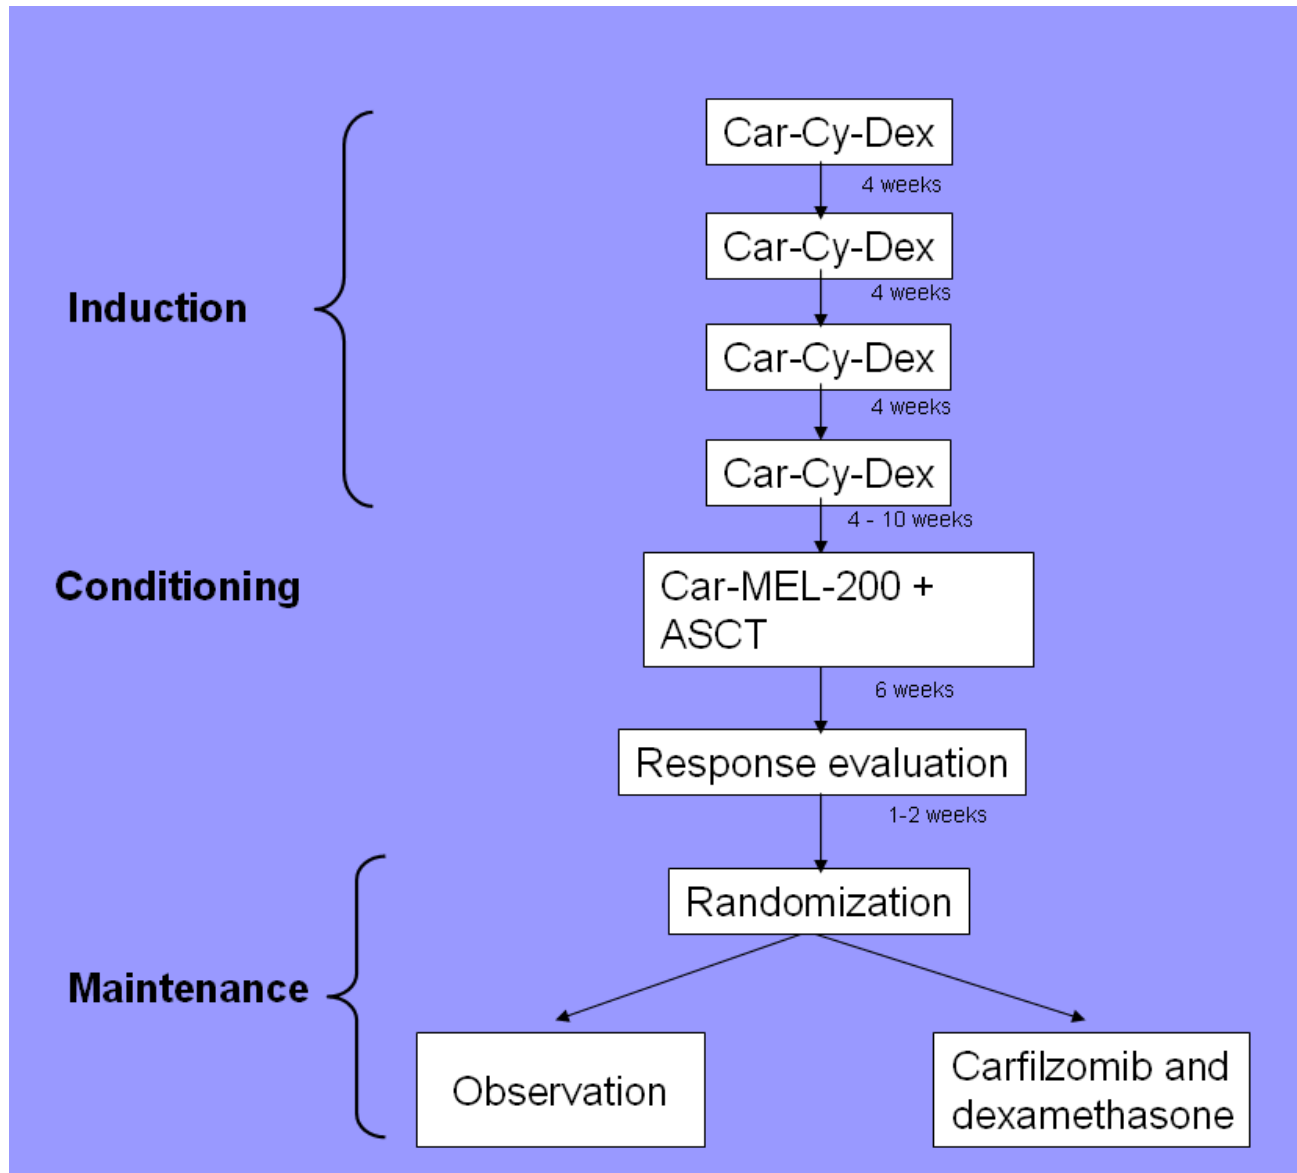 Car-Cy-Dex
4 weeks
Car-Cy-Dex
4 weeks
Induction
Car-Cy-Dex
4 weeks
Car-Cy-Dex
4 - 10 weeks
Conditioning
Car-MEL-200 +
ASCT
6 weeks
Response evaluation
1-2 weeks
Randomization
Maintenance
Observation
Carfilzomib and
dexamethasone